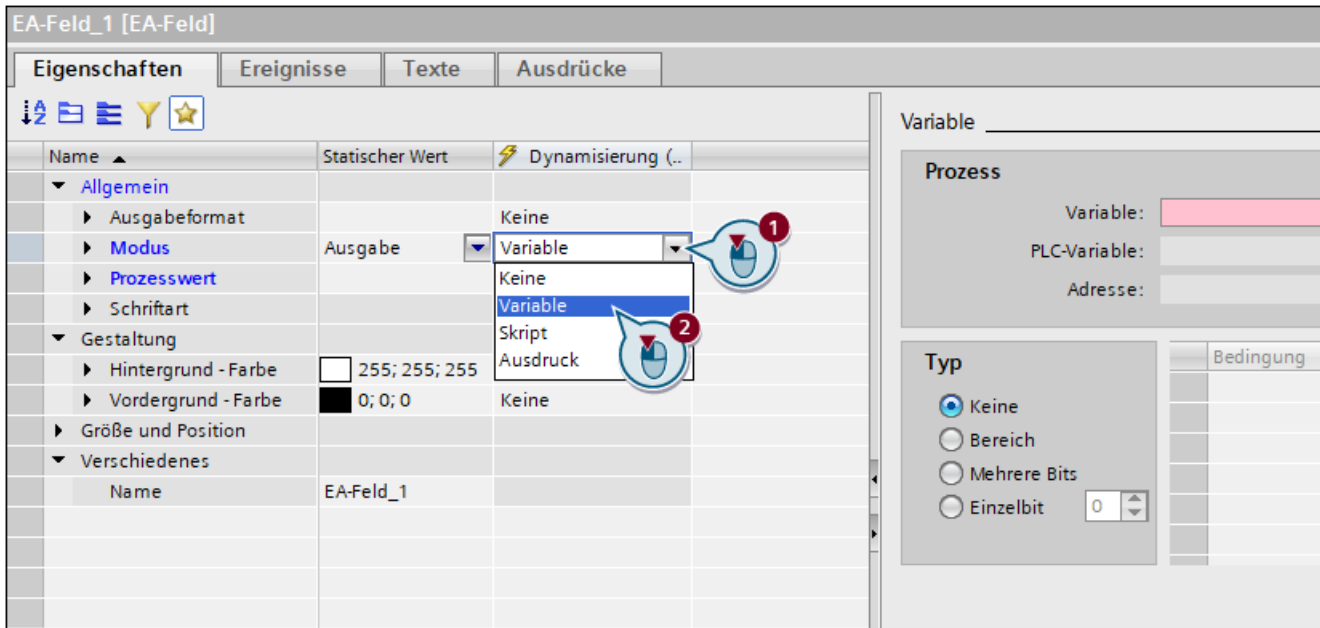 EA-Feld_1 [EA-Feld]
Eigenschaften Ereignisse Texte Ausdrücke
Name Statischer Wert Dynamisierung (..
Allgemein
Ausgabeformat Keine
Modus Ausgabe Variable
1
Prozesswert
Keine
Variable
Skript
Ausdruck
2
Schriftart
Gestaltung
Hintergrund - Farbe 255; 255; 255
Vordergrund - Farbe 0; 0; 0 Keine
Größe und Position
Verschiedenes
Name EA-Feld_1
Variable
Prozess
Variable:
PLC-Variable:
Adresse:
Typ
Keine
Bereich
Mehrere Bits
Einzelbit 0
Bedingung